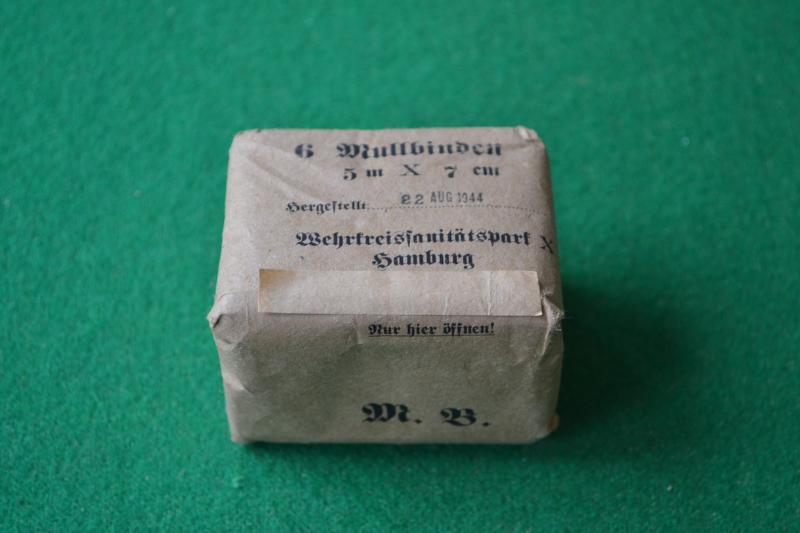 6 Mullbinden
5 m X 7 cm
Hergestellt 22 AUG 1944
Wehrkreissanitätspark X
Hamburg
Nur hier öffnen!
M. B.